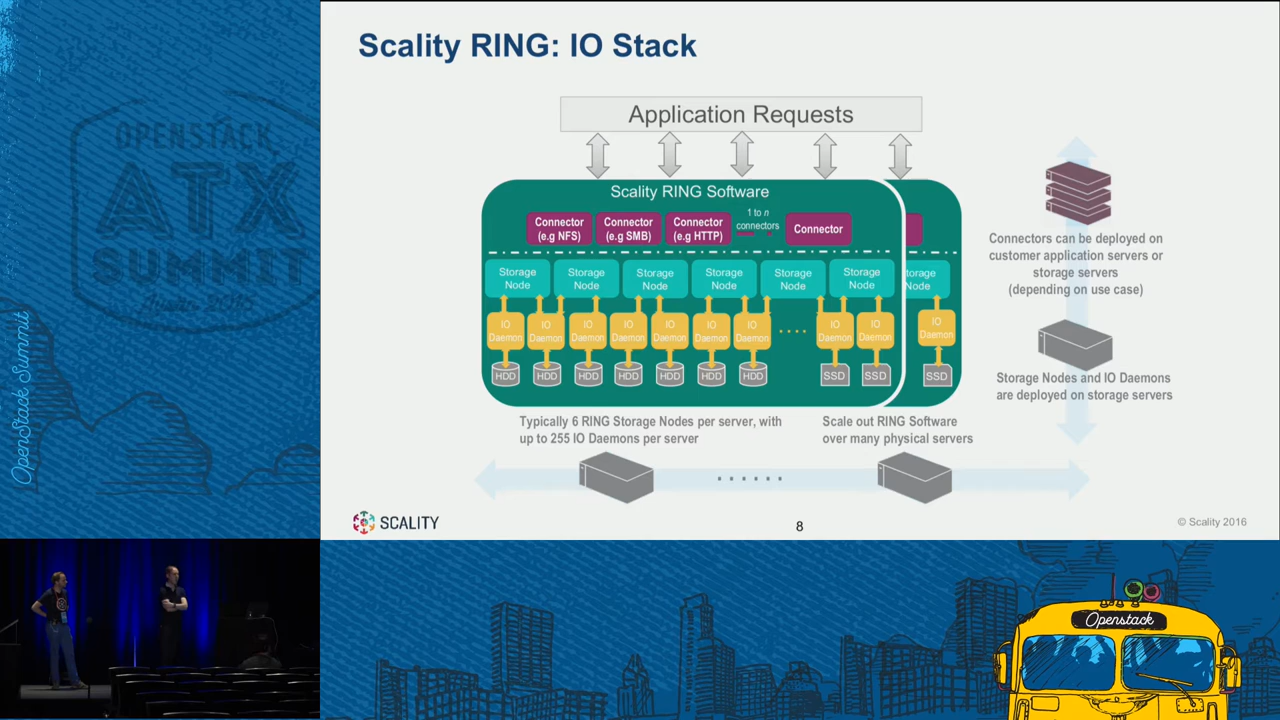 Scality RING: IO Stack
Application Requests
Scality RING Software
Connector
(e.g NFS)
Connector
(e.g SMB)
Connector
(e.g HTTP)
1 to n
connectors
Connector
Storage
Node
Storage
Node
Storage
Node
Storage
Node
Storage
Node
Storage
Node
torage
Node
IO
Daemon
IO
Daemon
IO
Daemon
IO
Daemon
IO
Daemon
IO
Daemon
IO
Daemon
....
IO
Daemon
IO
Daemon
IO
Daemon
HDD
HDD
HDD
HDD
HDD
HDD
HDD
SSD
SSD
SSD
Typically 6 RING Storage Nodes per server, with
up to 255 IO Daemons per server
Scale out RING Software
over many physical servers
......
Connectors can be deployed on
customer application servers or
storage servers
(depending on use case)
Storage Nodes and IO Daemons
are deployed on storage servers
SCALITY
8
© Scality 2016
OPENSTACK
ATX
SUMMIT
OpenStack Summit
Openstack